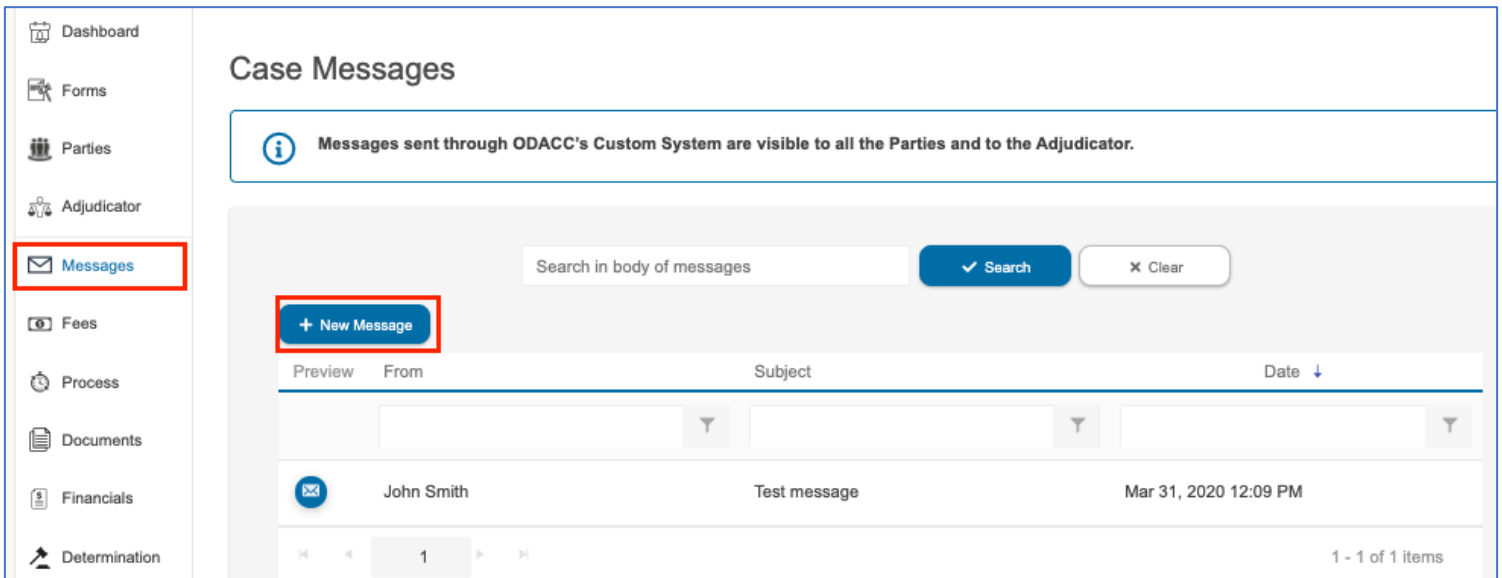 Dashboard
Forms
Parties
Adjudicator
Messages
Fees
Process
Documents
Financials
Determination
Case Messages
Messages sent through ODACC's Custom System are visible to all the Parties and to the Adjudicator.
Search in body of messages Search Clear
+ New Message
Preview From Subject Date ↓
John Smith Test message Mar 31, 2020 12:09 PM
1 1 - 1 of 1 items